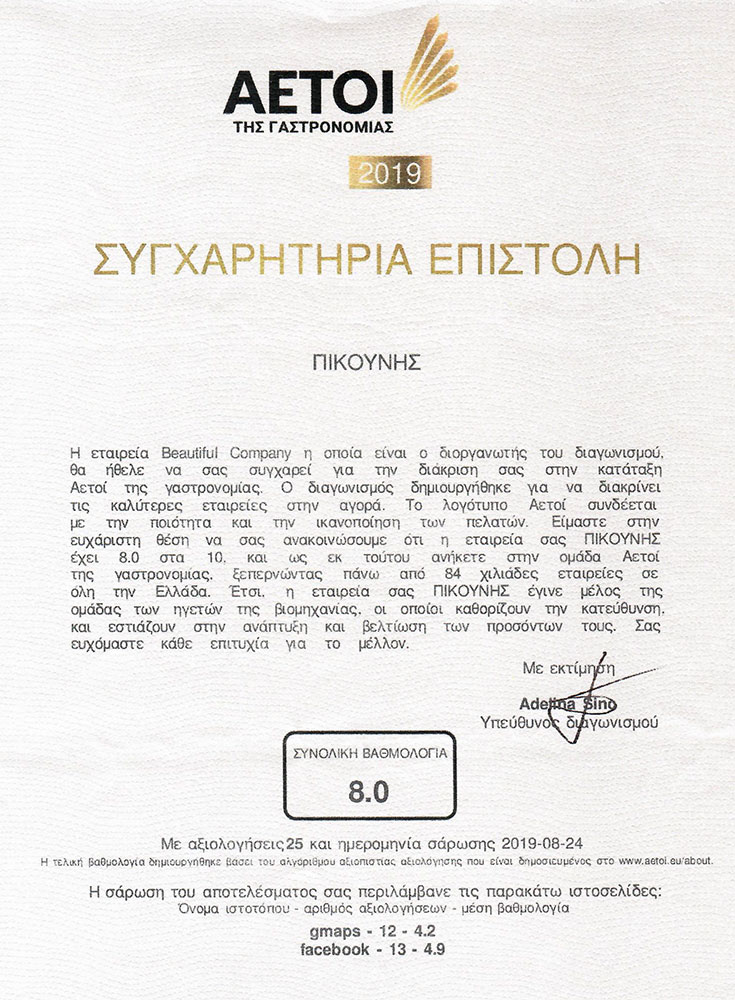 ΑΕΤΟΙ
ΤΗΣ ΓΑΣΤΡΟΝΟΜΙΑΣ
2019
ΣΥΓΧΑΡΗΤΗΡΙΑ ΕΠΙΣΤΟΛΗ
ΠΙΚΟΥΝΗΣ
Η εταιρεία Beautiful Company η οποία είναι ο διοργανωτής του διαγωνισμού,
θα ήθελε να σας συγχαρεί για την διάκριση σας στην κατάταξη
Αετοί της γαστρονομίας. Ο διαγωνισμός δημιουργήθηκε για να διακρίνει
τις καλύτερες εταιρείες στην αγορά. Το λογότυπο Αετοί συνδέεται
με την ποιότητα και την ικανοποίηση των πελατών. Είμαστε στην
ευχάριστη θέση να σας ανακοινώσουμε ότι η εταιρεία σας ΠΙΚΟΥΝΗΣ
έχει 8.0 στα 10, και ως εκ τούτου ανήκετε στην ομάδα Αετοί
της γαστρονομίας, ξεπερνώντας πάνω από 84 χιλιάδες εταιρείες σε
όλη την Ελλάδα. Έτσι, η εταιρεία σας ΠΙΚΟΥΝΗΣ έγινε μέλος της
ομάδας των ηγετών της βιομηχανίας, οι οποίοι καθορίζουν την κατεύθυνση,
και εστιάζουν στην ανάπτυξη και βελτίωση των προσόντων τους. Σας
ευχόμαστε κάθε επιτυχία για το μέλλον.
Με εκτίμηση
Adelina Sino
Υπεύθυνος διαγωνισμού
ΣΥΝΟΛΙΚΗ ΒΑΘΜΟΛΟΓΙΑ
8.0
Με αξιολογήσεις 25 και ημερομηνία σάρωσης 2019-08-24
Η τελική βαθμολογία δημιουργήθηκε βάσει του αλγόριθμου αξιοπιστίας αξιολόγησης που είναι δημοσιευμένος στο www.aetoi.eu/about.
Η σάρωση του αποτελέσματος σας περιλάμβανε τις παρακάτω ιστοσελίδες:
Όνομα ιστοτόπου - αριθμός αξιολογήσεων - μέση βαθμολογία
gmaps - 12 - 4.2
facebook - 13 - 4.9